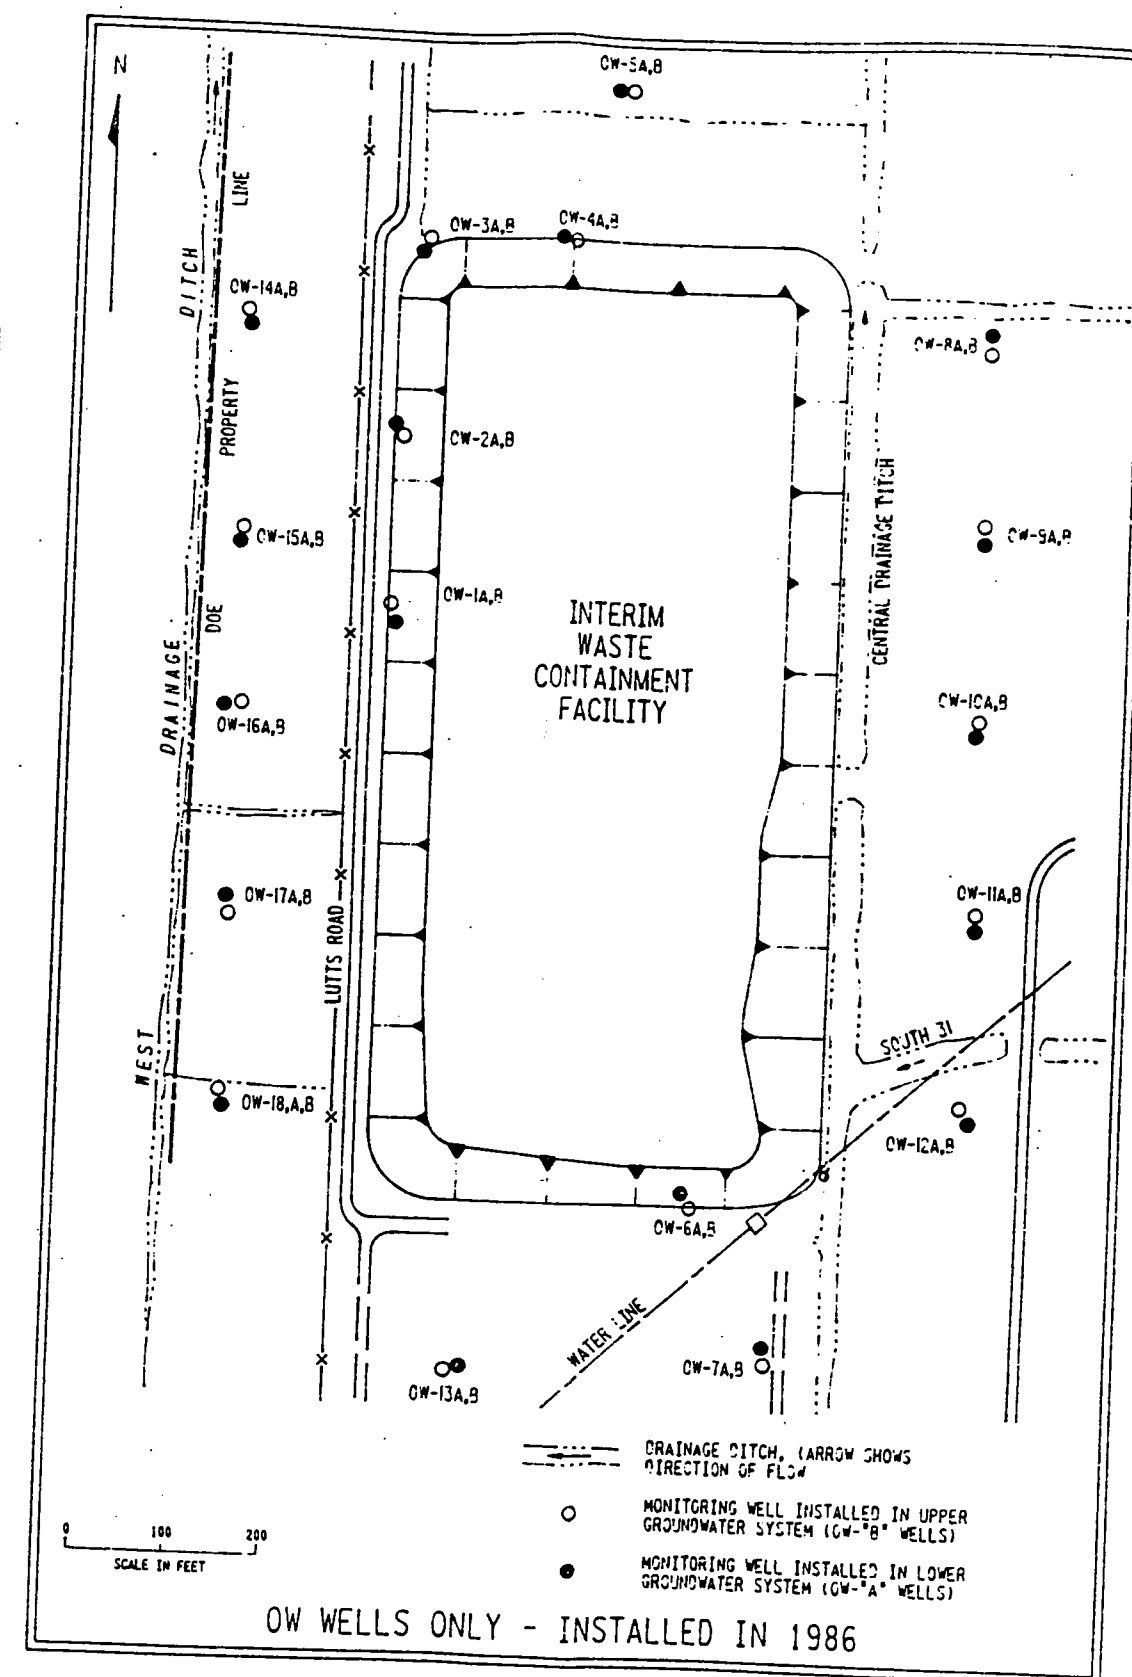 N
OW-5A,B
LINE
OW-3A,B
OW-4A,B
DITCH
OW-14A,B
OW-8A,B
PROPERTY
OW-2A,B
CENTRAL DRAINAGE DITCH
OW-15A,B
OW-9A,B
OW-1A,B
DOE
INTERIM
WASTE
CONTAINMENT
FACILITY
DRAINAGE
OW-16A,B
OW-10A,B
OW-17A,B
OW-11A,B
LUTTS ROAD
SOUTH 31
WEST
OW-18,A,B
OW-12A,B
OW-6A,B
WATER LINE
OW-7A,B
OW-13A,B
DRAINAGE DITCH, (ARROW SHOWS
DIRECTION OF FLOW
MONITORING WELL INSTALLED IN UPPER
GROUNDWATER SYSTEM (OW-"B" WELLS)
MONITORING WELL INSTALLED IN LOWER
GROUNDWATER SYSTEM (OW-"A" WELLS)
0 100 200
SCALE IN FEET
OW WELLS ONLY - INSTALLED IN 1986